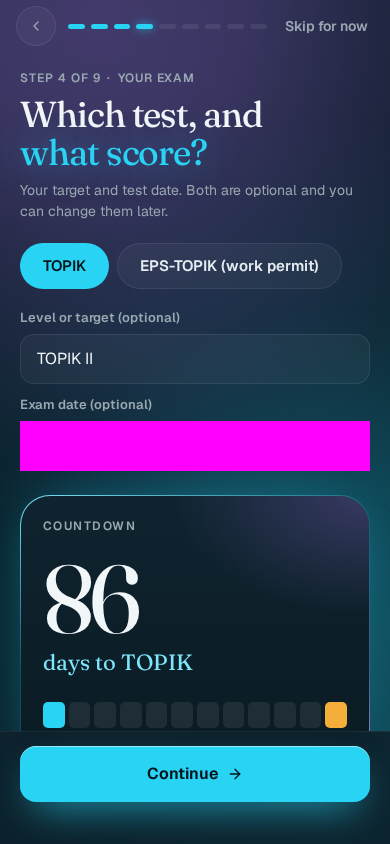 Skip for now
STEP 4 OF 9 · YOUR EXAM
Which test, and
what score?
Your target and test date. Both are optional and you
can change them later.
TOPIK
EPS-TOPIK (work permit)
Level or target (optional)
TOPIK II
Exam date (optional)
COUNTDOWN
86
days to TOPIK
Continue →